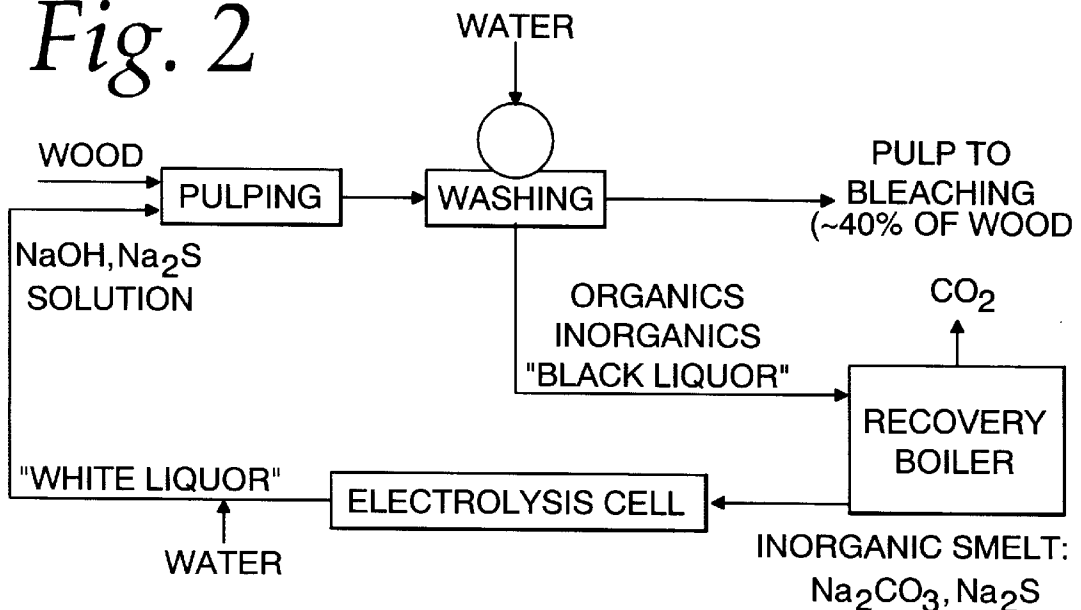 Fig. 2
WATER
WOOD
PULPING
WASHING
PULP TO
BLEACHING
(~40% OF WOOD
NaOH, Na2S
SOLUTION
ORGANICS
INORGANICS
"BLACK LIQUOR"
CO2
RECOVERY
BOILER
"WHITE LIQUOR"
ELECTROLYSIS CELL
WATER
INORGANIC SMELT:
Na2CO3, Na2S